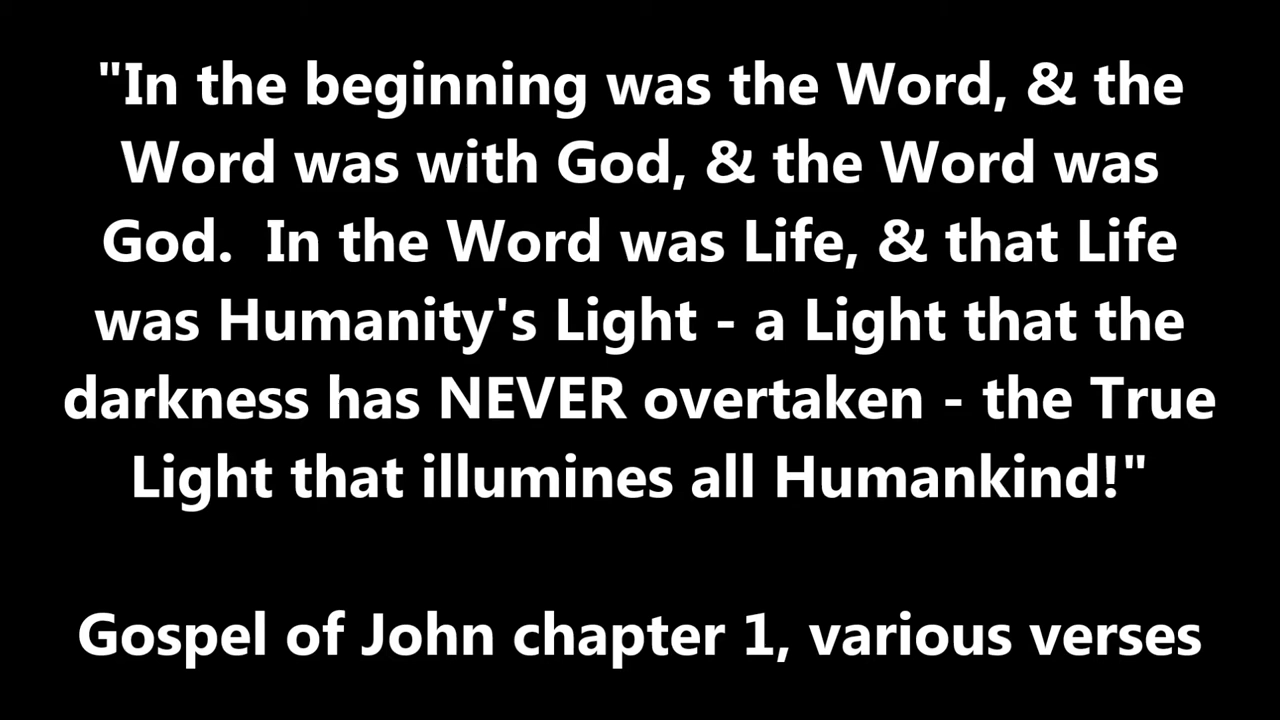 "In the beginning was the Word, & the
Word was with God, & the Word was
God.  In the Word was Life, & that Life
was Humanity's Light - a Light that the
darkness has NEVER overtaken - the True
Light that illumines all Humankind!"
Gospel of John chapter 1, various verses